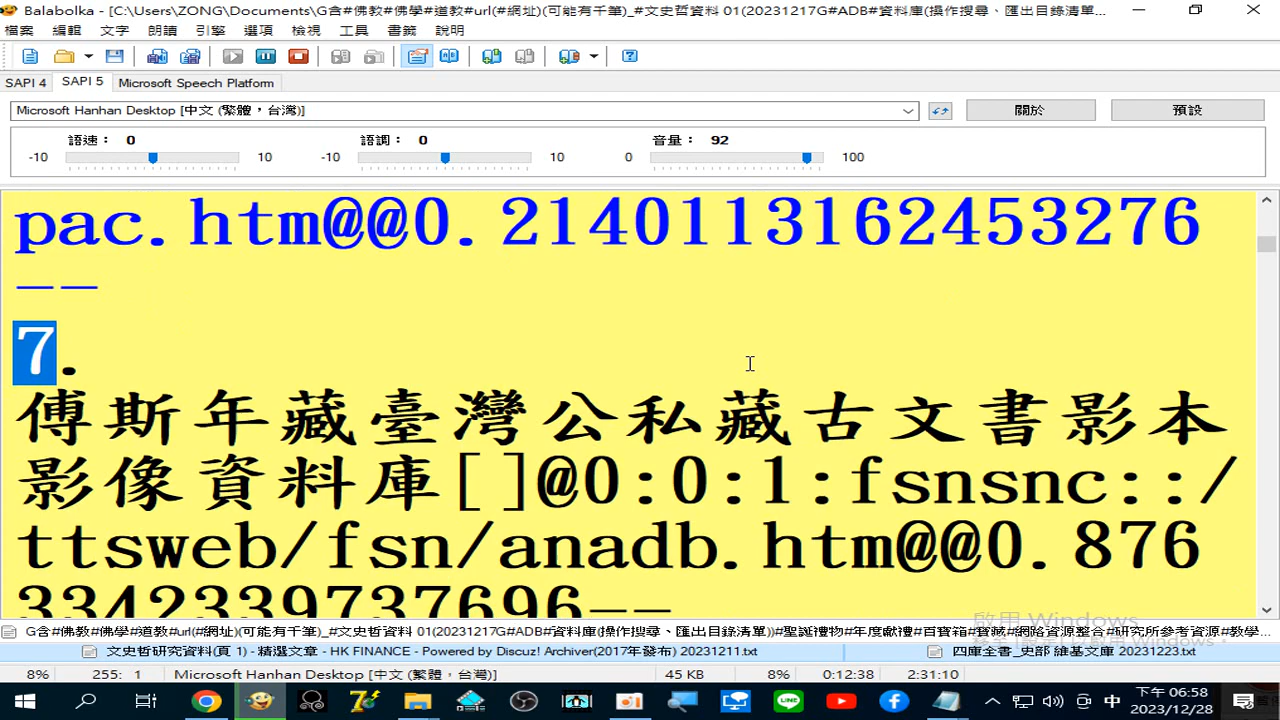 Balabolka - [C:\Users\ZONG\Documents\G含#佛教#佛學#道教#url(#網址)(可能有千筆)_#文史哲資料 01(20231217G#ADB#資料庫(操作搜尋、匯出目錄清單...
檔案 編輯 文字 朗讀 引擎 選項 檢視 工具 書籤 說明
SAPI 4 SAPI 5 Microsoft Speech Platform
Microsoft Hanhan Desktop [中文 (繁體，台灣)] 關於 預設
語速： 0 語調： 0 音量： 92
-10 10 -10 10 0 100
pac.htm@@0.2140113162453276
--
7.
傅斯年藏臺灣公私藏古文書影本
影像資料庫[]@0:0:1:fsnsnc::/
ttsweb/fsn/anadb.htm@@0.876
3342339737696--
啟用 Windows
G含#佛教#佛學#道教#url(#網址)(可能有千筆)_#文史哲資料 01(20231217G#ADB#資料庫(操作搜尋、匯出目錄清單))#聖誕禮物#年度獻禮#百寶箱#寶城#網路資源整合#研究所參考資源#教學...
文史哲研究資料(頁 1) - 精選文章 - HK FINANCE - Powered by Discuz! Archiver(2017年發布) 20231211.txt 四庫全書_史部 維基文庫 20231223.txt
8% 255: 1 Microsoft Hanhan Desktop [中文 (繁體，台灣)] 45 KB 8% 0:12:38 2:31:10
中 下午 06:58
2023/12/28